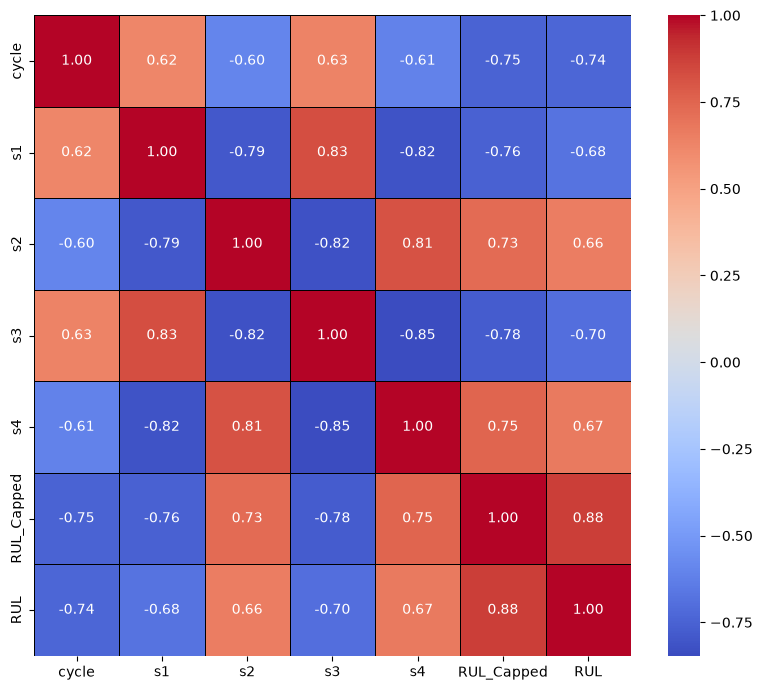 cycle 1.00 0.62 -0.60 0.63 -0.61 -0.75 -0.74
s1 0.62 1.00 -0.79 0.83 -0.82 -0.76 -0.68
s2 -0.60 -0.79 1.00 -0.82 0.81 0.73 0.66
s3 0.63 0.83 -0.82 1.00 -0.85 -0.78 -0.70
s4 -0.61 -0.82 0.81 -0.85 1.00 0.75 0.67
RUL_Capped -0.75 -0.76 0.73 -0.78 0.75 1.00 0.88
RUL -0.74 -0.68 0.66 -0.70 0.67 0.88 1.00
cycle s1 s2 s3 s4 RUL_Capped RUL
1.00
0.75
0.50
0.25
0.00
−0.25
−0.50
−0.75